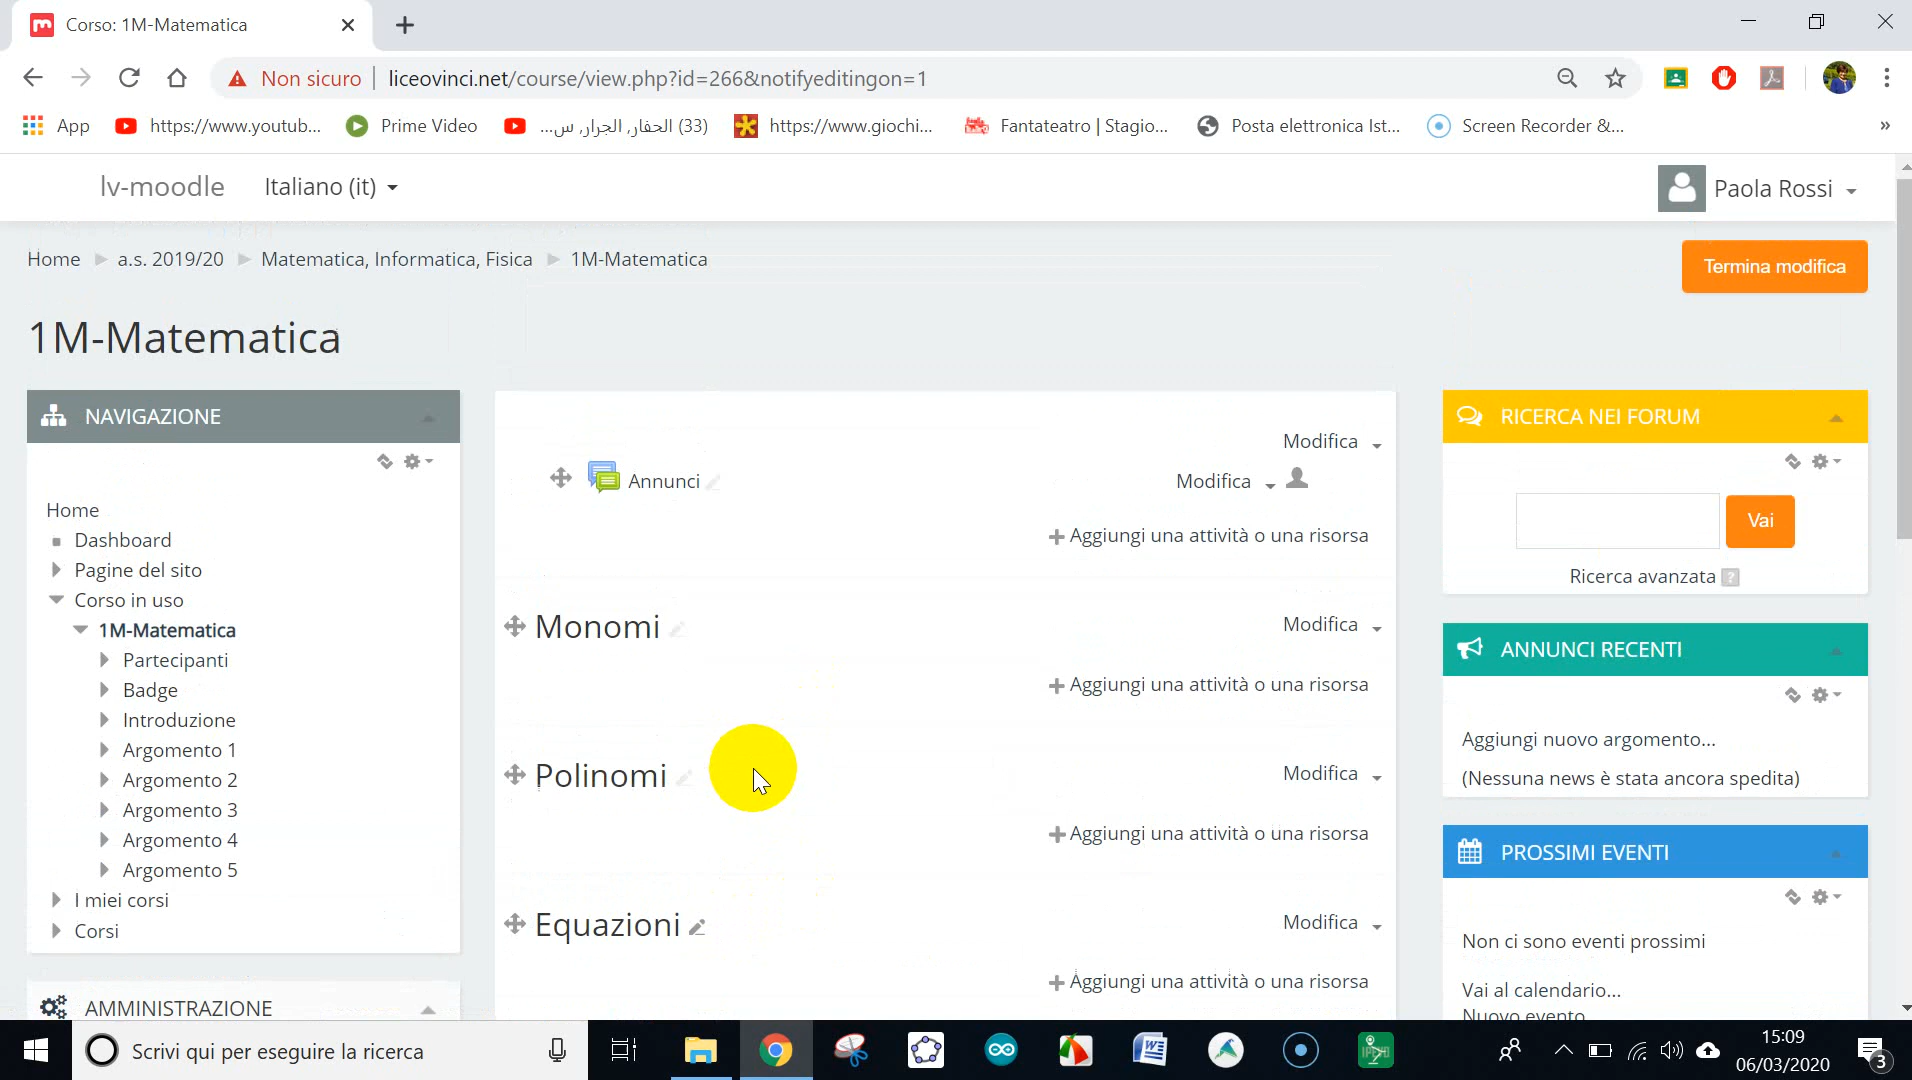 Corso: 1M-Matematica
Non sicuro | liceovinci.net/course/view.php?id=266&notifyeditingon=1
App https://www.youtub... Prime Video (33) الحفار, الجرار, س... https://www.giochi... Fantateatro | Stagio... Posta elettronica Ist... Screen Recorder &... »
lv-moodle Italiano (it) Paola Rossi
Home a.s. 2019/20 Matematica, Informatica, Fisica 1M-Matematica
Termina modifica
1M-Matematica
NAVIGAZIONE
Home
Dashboard
Pagine del sito
Corso in uso
1M-Matematica
Partecipanti
Badge
Introduzione
Argomento 1
Argomento 2
Argomento 3
Argomento 4
Argomento 5
I miei corsi
Corsi
AMMINISTRAZIONE
Modifica
Annunci Modifica
Aggiungi una attività o una risorsa
Monomi Modifica
Aggiungi una attività o una risorsa
Polinomi Modifica
Aggiungi una attività o una risorsa
Equazioni Modifica
Aggiungi una attività o una risorsa
RICERCA NEI FORUM
Vai
Ricerca avanzata ?
ANNUNCI RECENTI
Aggiungi nuovo argomento...
(Nessuna news è stata ancora spedita)
PROSSIMI EVENTI
Non ci sono eventi prossimi
Vai al calendario...
Nuovo evento
Scrivi qui per eseguire la ricerca
15:09
06/03/2020
3